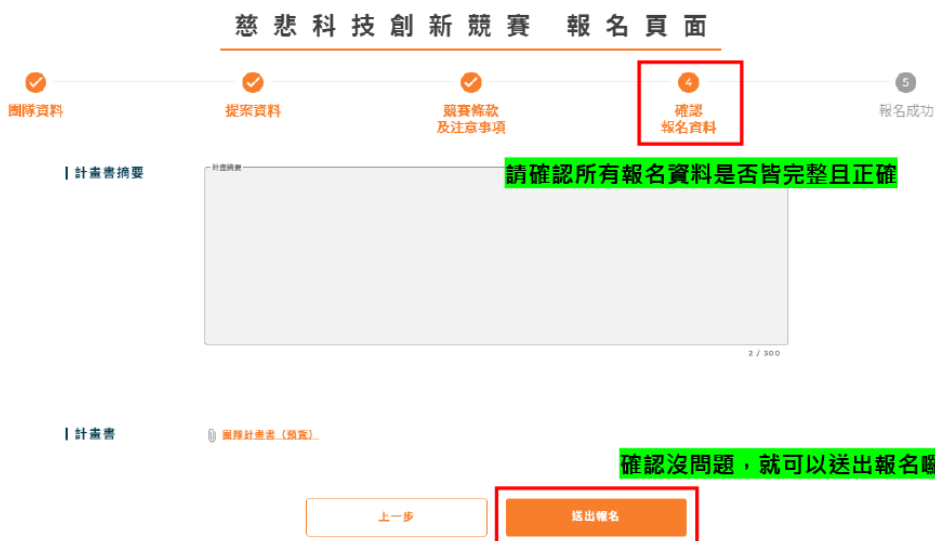 慈悲科技創新競賽 報名頁面
4
5
團隊資料
提案資料
競賽條款
及注意事項
確認
報名資料
報名成功
計畫書摘要
計畫摘要
請確認所有報名資料是否皆完整且正確
2 / 300
計畫書
團隊計畫書（預覽）
確認沒問題，就可以送出報名囉
上一步
送出報名